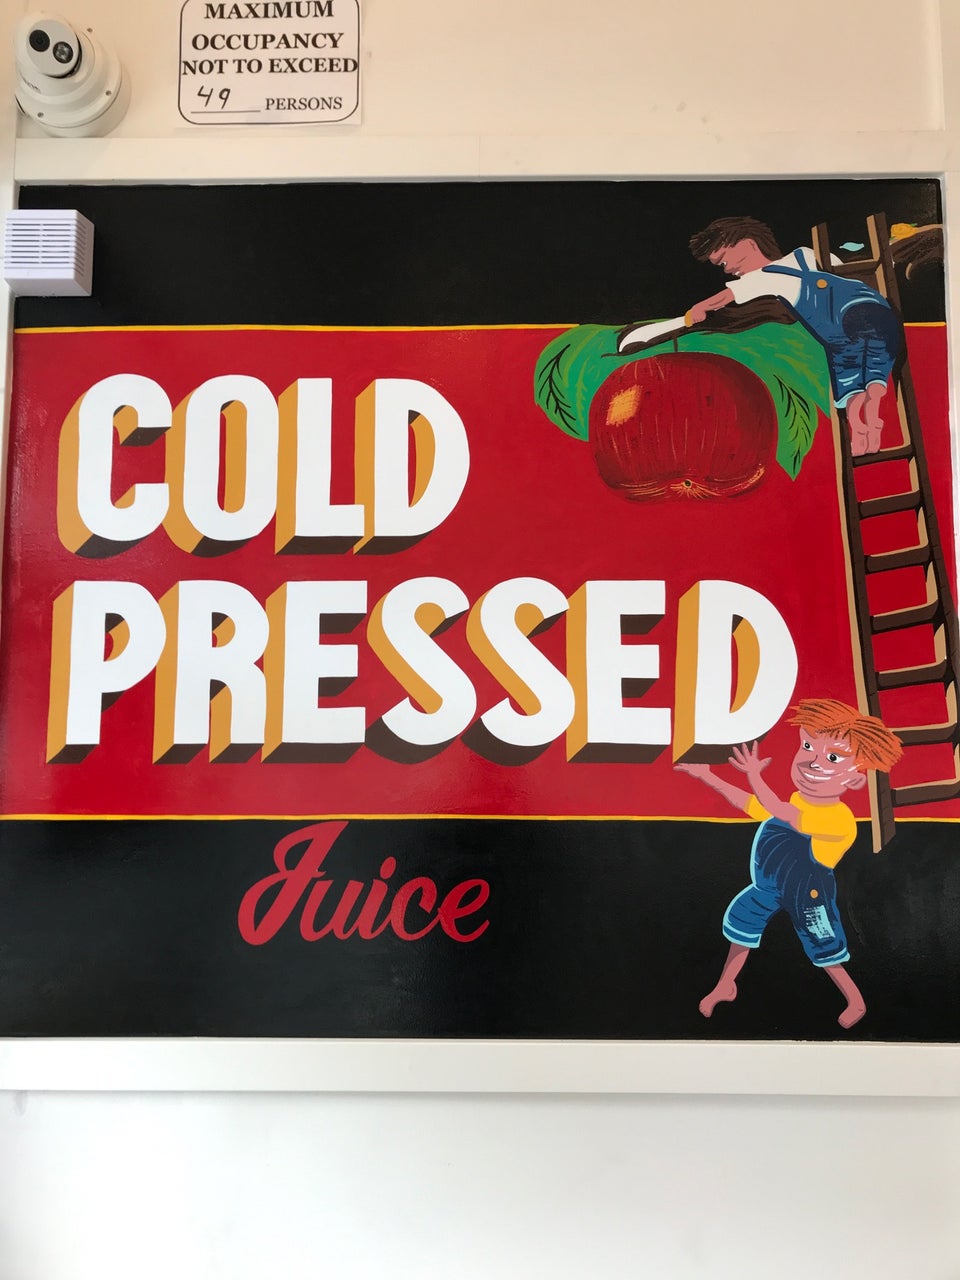 MAXIMUM
OCCUPANCY
NOT TO EXCEED
49 PERSONS
COLD
PRESSED
Juice